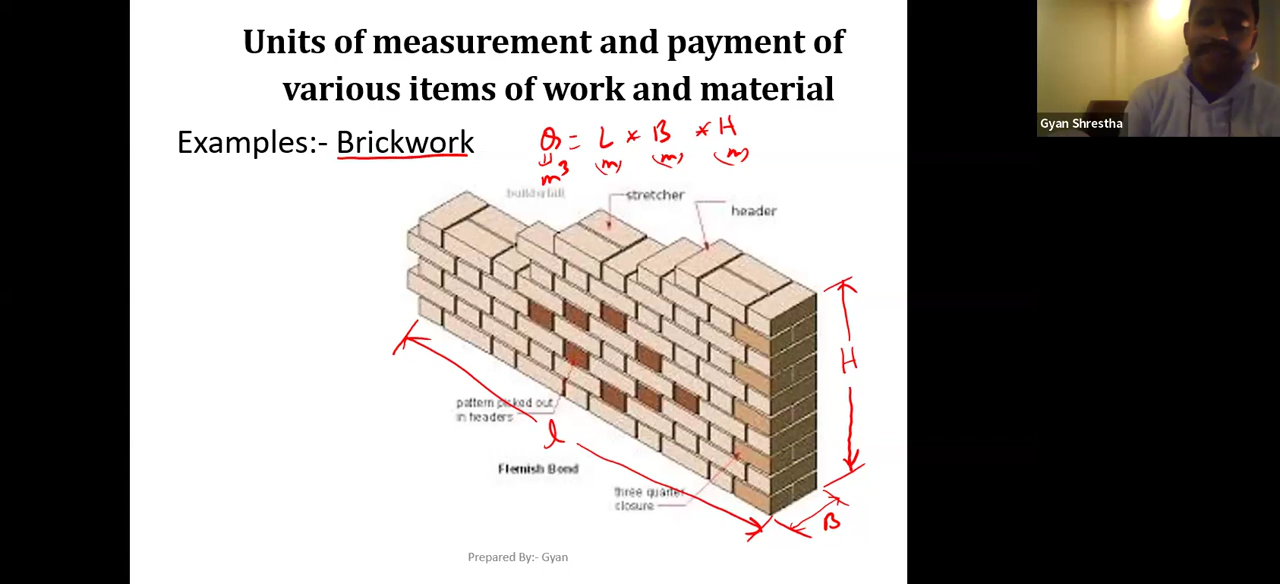 Units of measurement and payment of
various items of work and material
Examples:- Brickwork
Q = L * B * H
m³ (m) (m) (m)
stretcher
header
H
pattern picked out
in headers
l
Flemish Bond
three quarter
closure
B
Prepared By:- Gyan
Gyan Shrestha